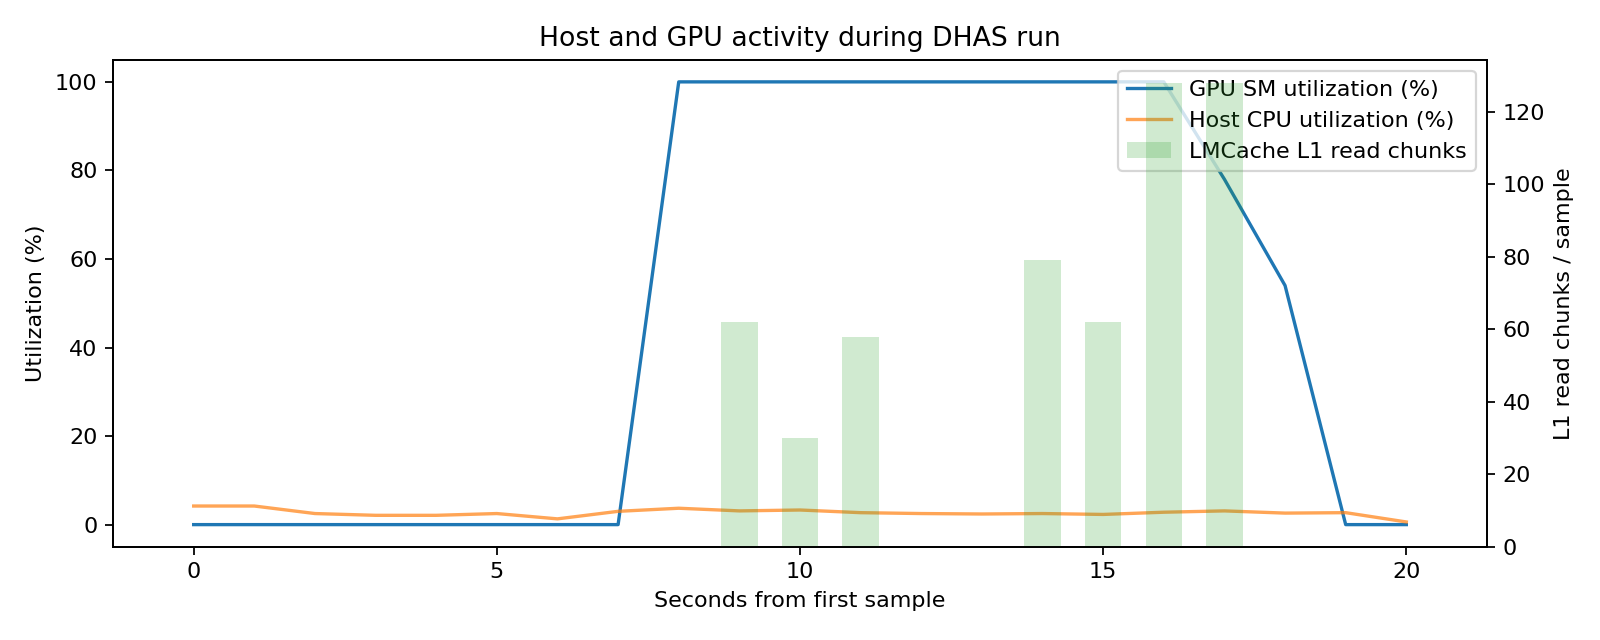 Host and GPU activity during DHAS run
GPU SM utilization (%)
Host CPU utilization (%)
LMCache L1 read chunks
Utilization (%)
100
80
60
40
20
0
120
100
80
60
40
20
0
L1 read chunks / sample
0 5 10 15 20
Seconds from first sample